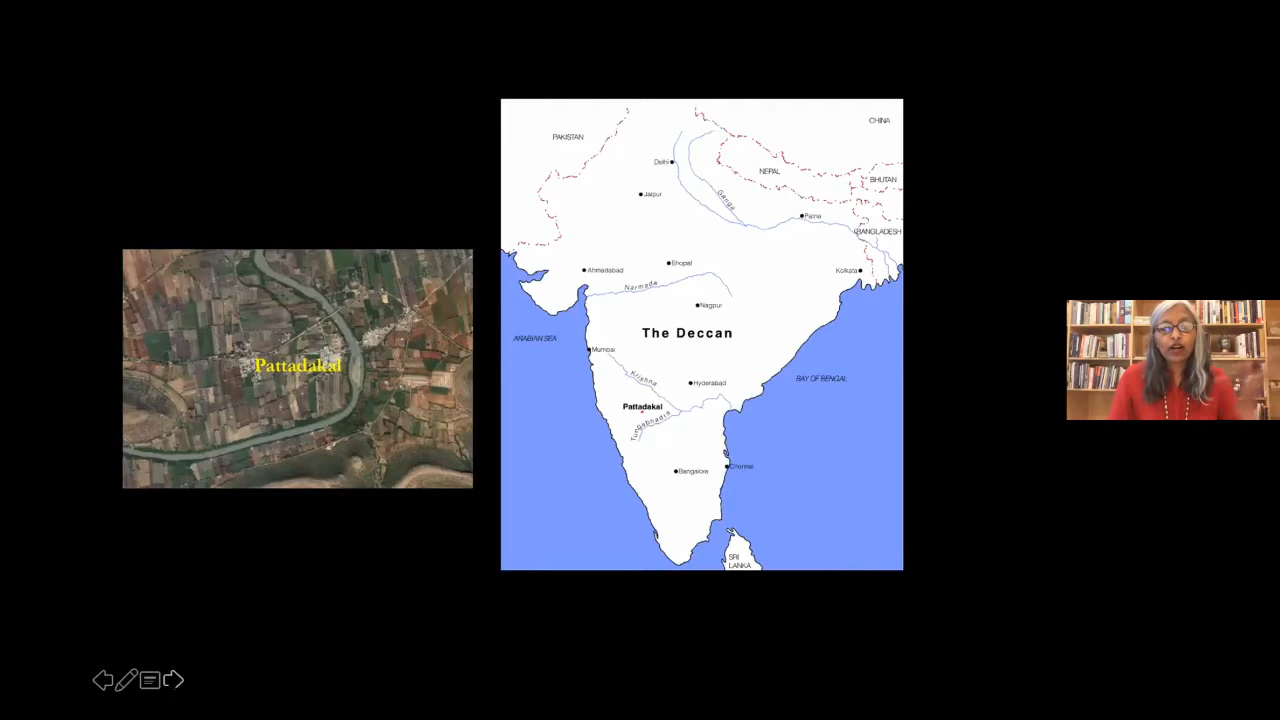 Pattadakal
CHINA
PAKISTAN
Delhi
NEPAL
BHUTAN
Jaipur
Ganga
Patna
BANGLADESH
Bhopal
Ahmadabad
Kolkata
Narmada
Nagpur
The Deccan
ARABIAN SEA
Mumbai
Krishna
BAY OF BENGAL
Hyderabad
Pattadakal
Tungabhadra
Bangalore
Chennai
SRI
LANKA